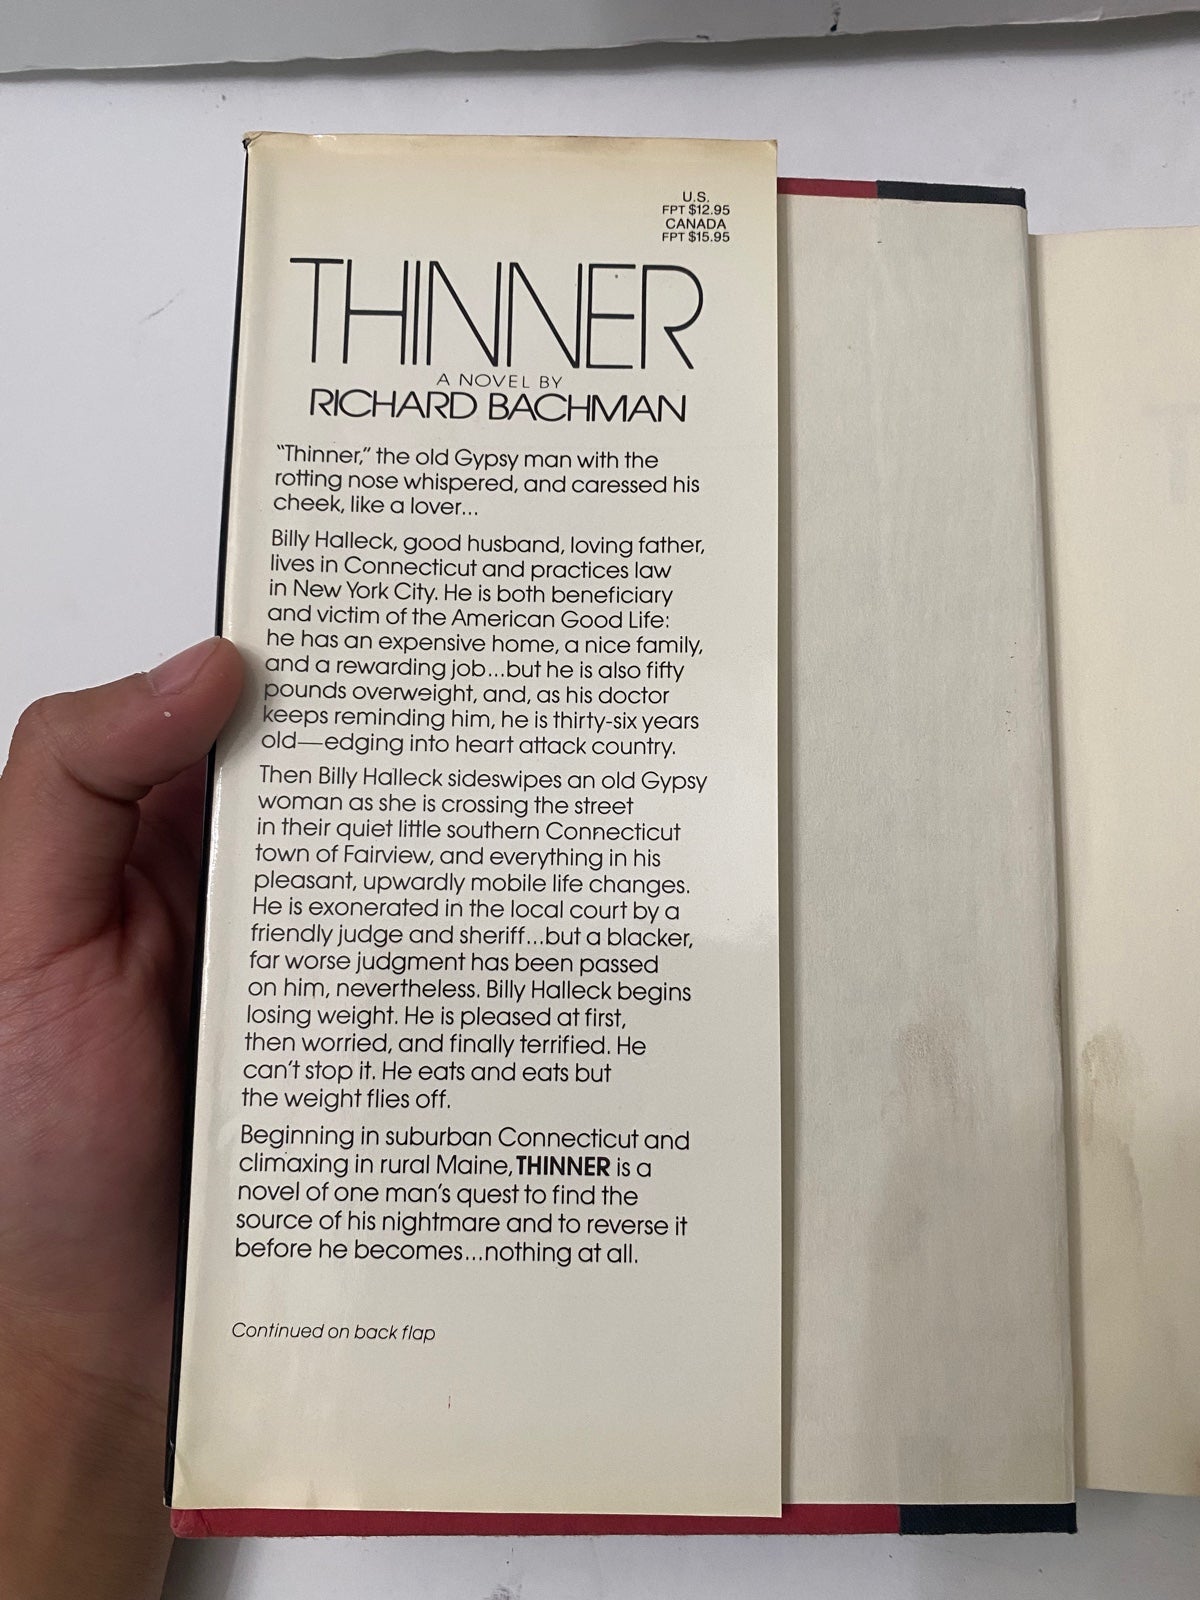 U.S.
FPT $12.95
CANADA
FPT $15.95
THINNER
A NOVEL BY
RICHARD BACHMAN
“Thinner,” the old Gypsy man with the
rotting nose whispered, and caressed his
cheek, like a lover...
Billy Halleck, good husband, loving father,
lives in Connecticut and practices law
in New York City. He is both beneficiary
and victim of the American Good Life:
he has an expensive home, a nice family,
and a rewarding job...but he is also fifty
pounds overweight, and, as his doctor
keeps reminding him, he is thirty-six years
old—edging into heart attack country.
Then Billy Halleck sideswipes an old Gypsy
woman as she is crossing the street
in their quiet little southern Connecticut
town of Fairview, and everything in his
pleasant, upwardly mobile life changes.
He is exonerated in the local court by a
friendly judge and sheriff...but a blacker,
far worse judgment has been passed
on him, nevertheless. Billy Halleck begins
losing weight. He is pleased at first,
then worried, and finally terrified. He
can’t stop it. He eats and eats but
the weight flies off.
Beginning in suburban Connecticut and
climaxing in rural Maine, THINNER is a
novel of one man’s quest to find the
source of his nightmare and to reverse it
before he becomes...nothing at all.
Continued on back flap